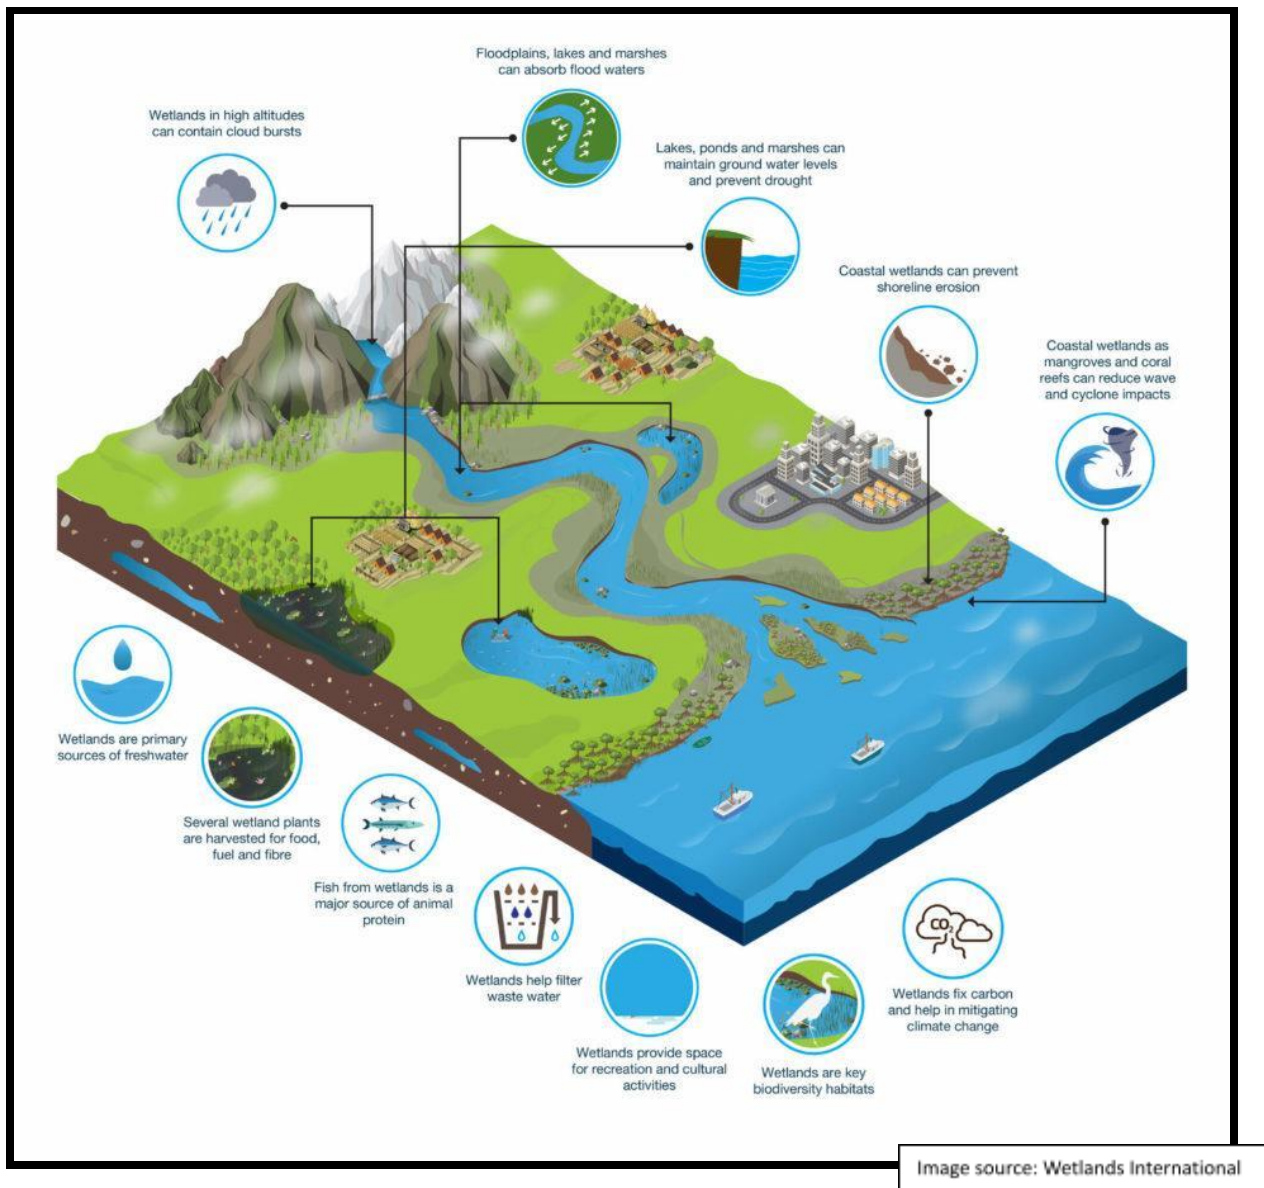 Floodplains, lakes and marshes
can absorb flood waters
Wetlands in high altitudes
can contain cloud bursts
Lakes, ponds and marshes can
maintain ground water levels
and prevent drought
Coastal wetlands can prevent
shoreline erosion
Coastal wetlands as
mangroves and coral
reefs can reduce wave
and cyclone impacts
Wetlands are primary
sources of freshwater
Several wetland plants
are harvested for food,
fuel and fibre
Fish from wetlands is a
major source of animal
protein
Wetlands help filter
waste water
Wetlands provide space
for recreation and cultural
activities
Wetlands are key
biodiversity habitats
CO2
Wetlands fix carbon
and help in mitigating
climate change
Image source: Wetlands International